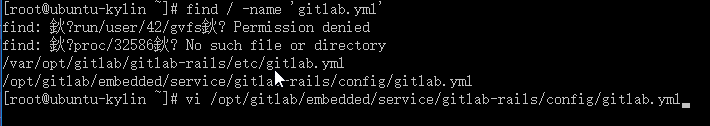 [root@ubuntu-kylin ~]# find / -name 'gitlab.yml'
find: 鈥?run/user/42/gvfs鈥? Permission denied
find: 鈥?proc/32586鈥? No such file or directory
/var/opt/gitlab/gitlab-rails/etc/gitlab.yml
/opt/gitlab/embedded/service/gitlab-rails/config/gitlab.yml
[root@ubuntu-kylin ~]# vi /opt/gitlab/embedded/service/gitlab-rails/config/gitlab.yml